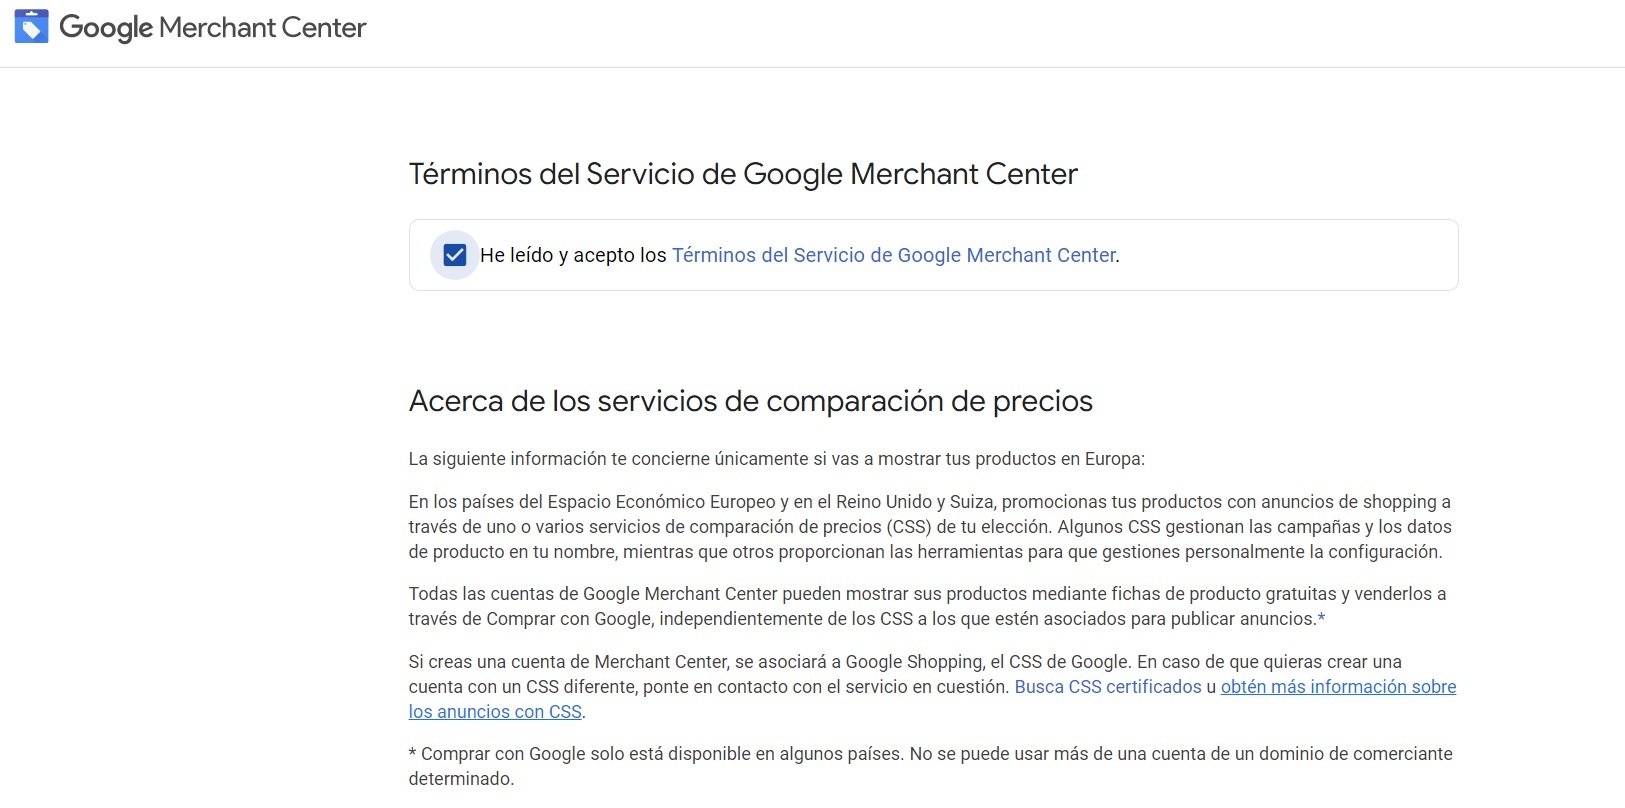 Google Merchant Center
Términos del Servicio de Google Merchant Center
He leído y acepto los Términos del Servicio de Google Merchant Center.
Acerca de los servicios de comparación de precios
La siguiente información te concierne únicamente si vas a mostrar tus productos en Europa:
En los países del Espacio Económico Europeo y en el Reino Unido y Suiza, promocionas tus productos con anuncios de shopping a
través de uno o varios servicios de comparación de precios (CSS) de tu elección. Algunos CSS gestionan las campañas y los datos
de producto en tu nombre, mientras que otros proporcionan las herramientas para que gestiones personalmente la configuración.
Todas las cuentas de Google Merchant Center pueden mostrar sus productos mediante fichas de producto gratuitas y venderlos a
través de Comprar con Google, independientemente de los CSS a los que estén asociados para publicar anuncios.*
Si creas una cuenta de Merchant Center, se asociará a Google Shopping, el CSS de Google. En caso de que quieras crear una
cuenta con un CSS diferente, ponte en contacto con el servicio en cuestión. Busca CSS certificados u obtén más información sobre
los anuncios con CSS.
* Comprar con Google solo está disponible en algunos países. No se puede usar más de una cuenta de un dominio de comerciante
determinado.